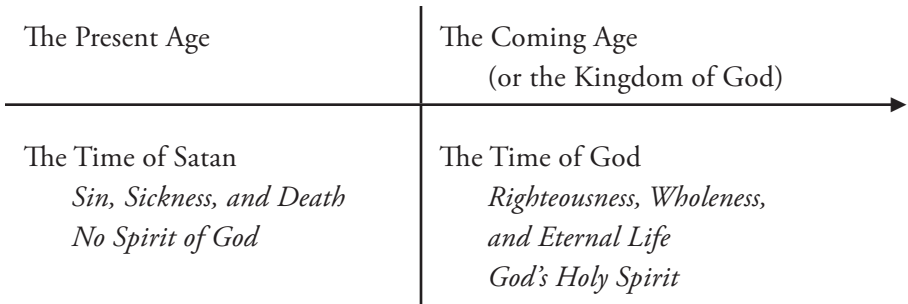 The Present Age
The Coming Age
(or the Kingdom of God)
The Time of Satan
Sin, Sickness, and Death
No Spirit of God
The Time of God
Righteousness, Wholeness,
and Eternal Life
God’s Holy Spirit